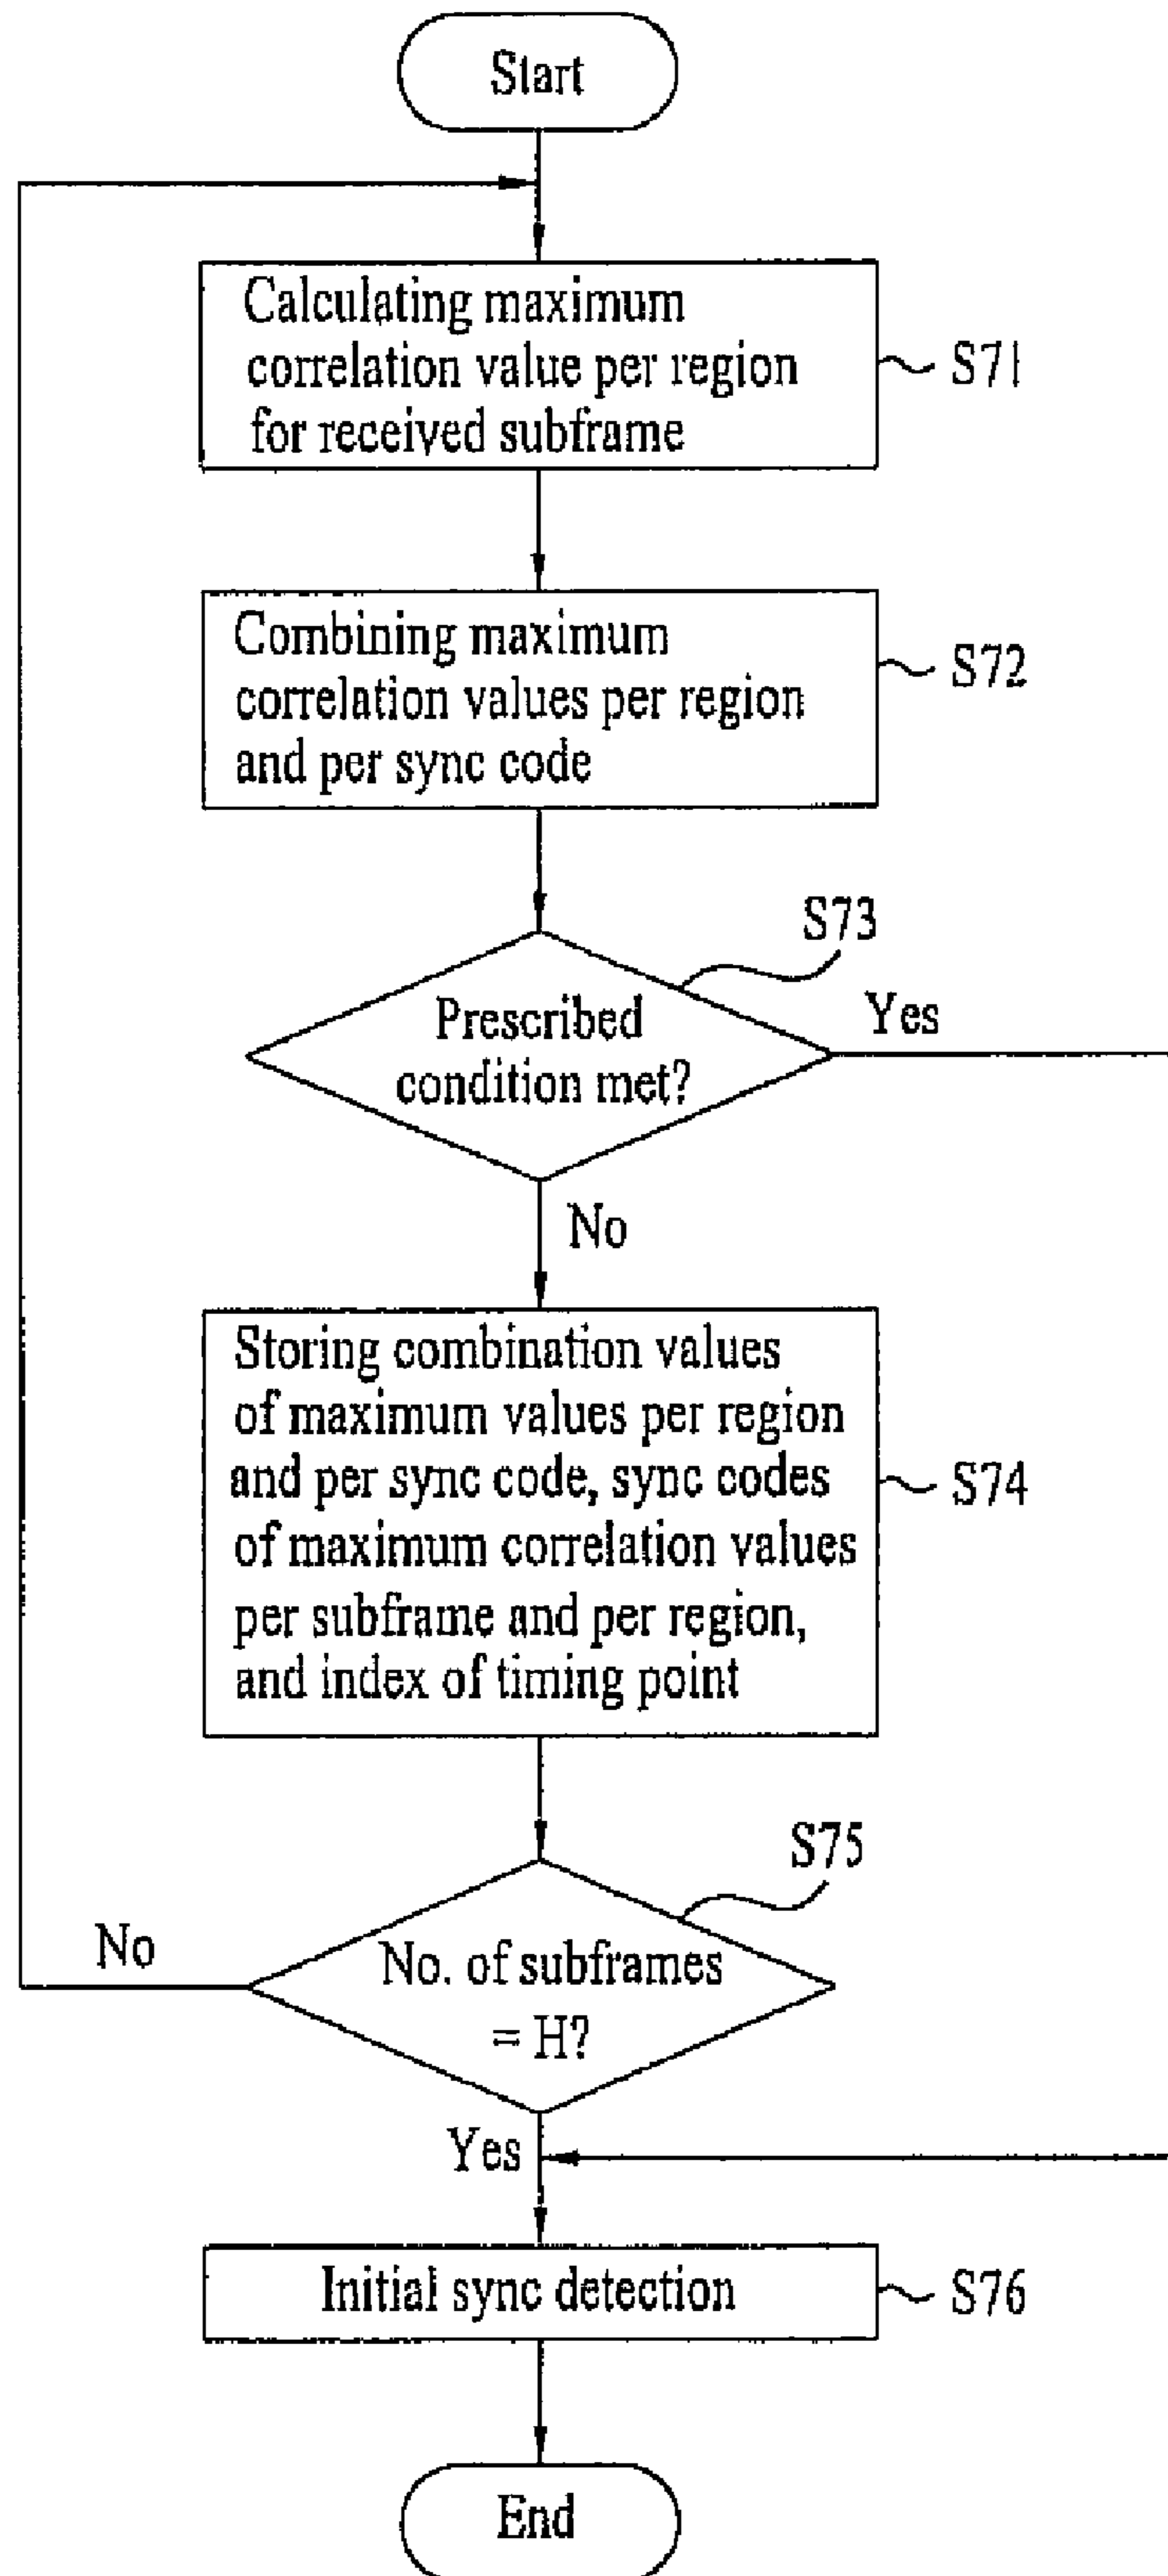 Start
Calculating maximum
correlation value per region
for received subframe
S71
Combining maximum
correlation values per region
and per sync code
S72
S73
Prescribed
condition met?
Yes
No
Storing combination values
of maximum values per region
and per sync code, sync codes
of maximum correlation values
per subframe and per region,
and index of timing point
S74
S75
No
No. of subframes
= H?
Yes
Initial sync detection
S76
End